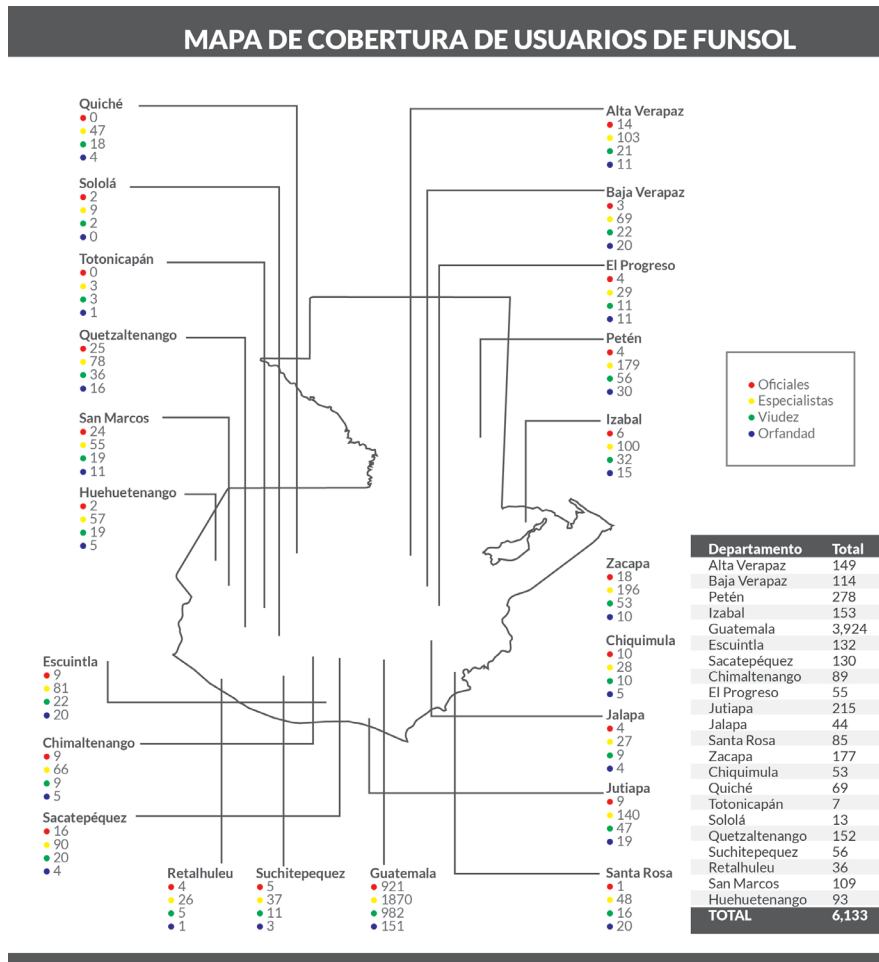 MAPA DE COBERTURA DE USUARIOS DE FUNSOL
Quiché
0
47
18
4
Sololá
2
9
2
0
Totonicapán
0
3
3
1
Quetzaltenango
25
78
36
16
San Marcos
24
55
19
11
Huehuetenango
2
57
19
5
Escuintla
9
81
22
20
Chimaltenango
9
66
9
5
Sacatepéquez
16
90
20
4
Retalhuleu
4
26
5
1
Suchitepequez
5
37
11
3
Guatemala
921
1870
982
151
Alta Verapaz
14
103
21
11
Baja Verapaz
3
69
22
20
El Progreso
4
29
11
11
Petén
4
179
56
30
Izabal
6
100
32
15
Zacapa
18
196
53
10
Chiquimula
10
28
10
5
Jalapa
4
27
9
4
Jutiapa
9
140
47
19
Santa Rosa
1
48
16
20
Oficiales
Especialistas
Viudez
Orfandad
Departamento Total
Alta Verapaz 149
Baja Verapaz 114
Petén 278
Izabal 153
Guatemala 3,924
Escuintla 132
Sacatepéquez 130
Chimaltenango 89
El Progreso 55
Jutiapa 215
Jalapa 44
Santa Rosa 85
Zacapa 177
Chiquimula 53
Quiché 69
Totonicapán 7
Sololá 13
Quetzaltenango 152
Suchitepequez 56
Retalhuleu 36
San Marcos 109
Huehuetenango 93
TOTAL 6,133